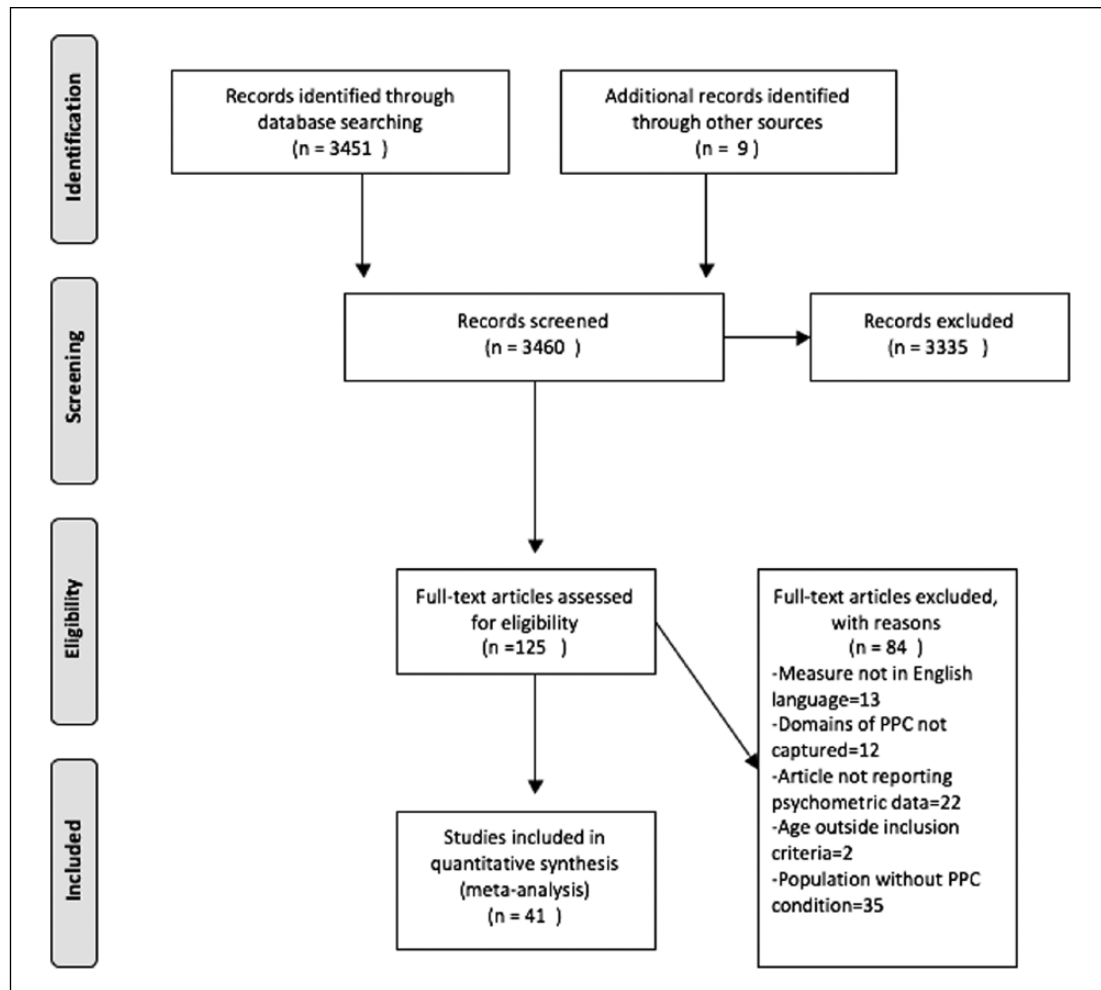 Identification
Records identified through
database searching
(n = 3451  )
Additional records identified
through other sources
(n =  9 )
Screening
Records screened
(n = 3460  )
Records excluded
(n = 3335  )
Eligibility
Full-text articles assessed
for eligibility
(n =125  )
Full-text articles excluded,
with reasons
(n = 84  )
-Measure not in English
language=13
-Domains of PPC not
captured=12
-Article not reporting
psychometric data=22
-Age outside inclusion
criteria=2
-Population without PPC
condition=35
Included
Studies included in
quantitative synthesis
(meta-analysis)
(n = 41  )